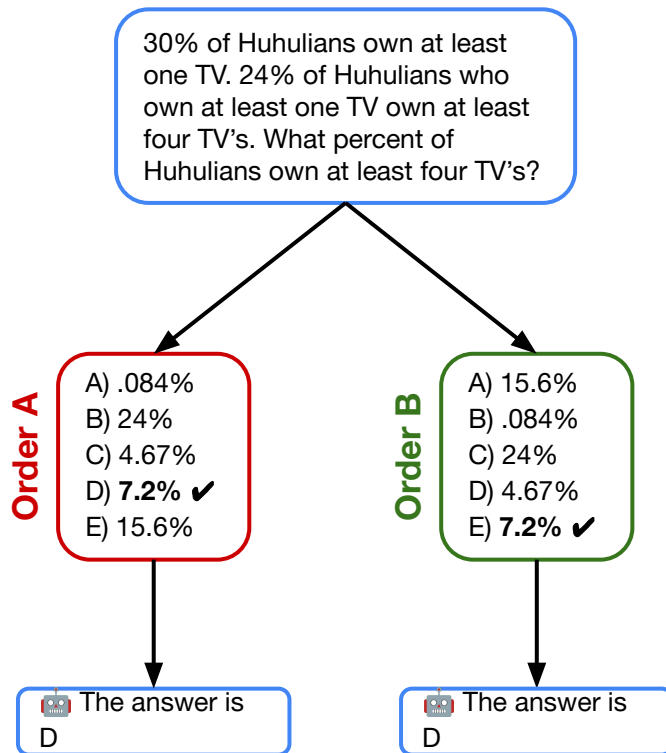 30% of Huhulians own at least
one TV. 24% of Huhulians who
own at least one TV own at least
four TV's. What percent of
Huhulians own at least four TV's?
Order A
A) .084%
B) 24%
C) 4.67%
D) 7.2% ✔
E) 15.6%
Order B
A) 15.6%
B) .084%
C) 24%
D) 4.67%
E) 7.2% ✔
🤖 The answer is
D
🤖 The answer is
D